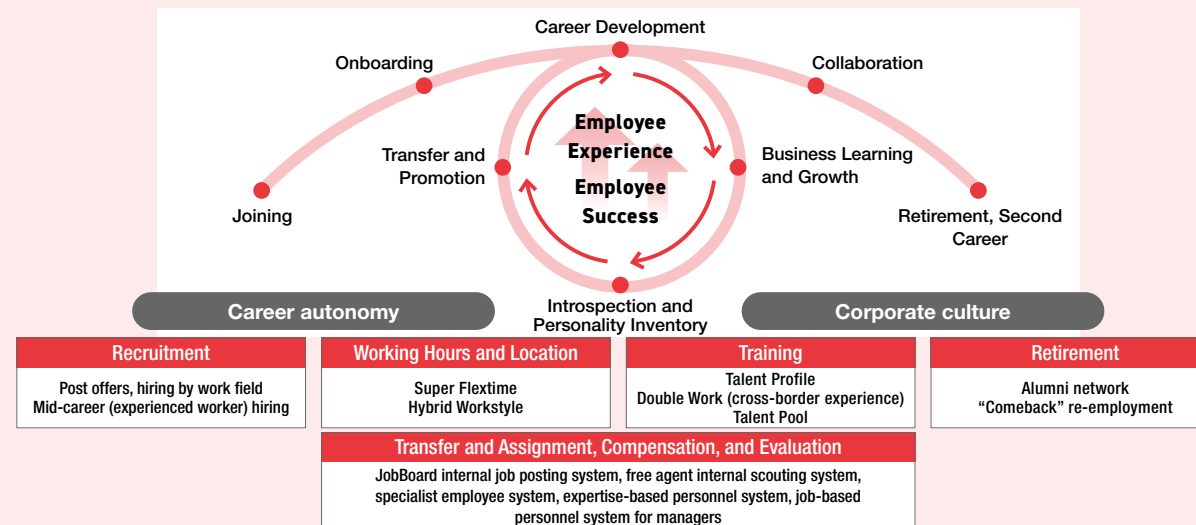 Career Development
Onboarding
Collaboration
Employee
Experience
Employee
Success
Transfer and
Promotion
Business Learning
and Growth
Joining
Retirement, Second
Career
Introspection and
Personality Inventory
Career autonomy
Corporate culture
Recruitment
Post offers, hiring by work field
Mid-career (experienced worker) hiring
Working Hours and Location
Super Flextime
Hybrid Workstyle
Training
Talent Profile
Double Work (cross-border experience)
Talent Pool
Retirement
Alumni network
“Comeback” re-employment
Transfer and Assignment, Compensation, and Evaluation
JobBoard internal job posting system, free agent internal scouting system,
specialist employee system, expertise-based personnel system, job-based
personnel system for managers